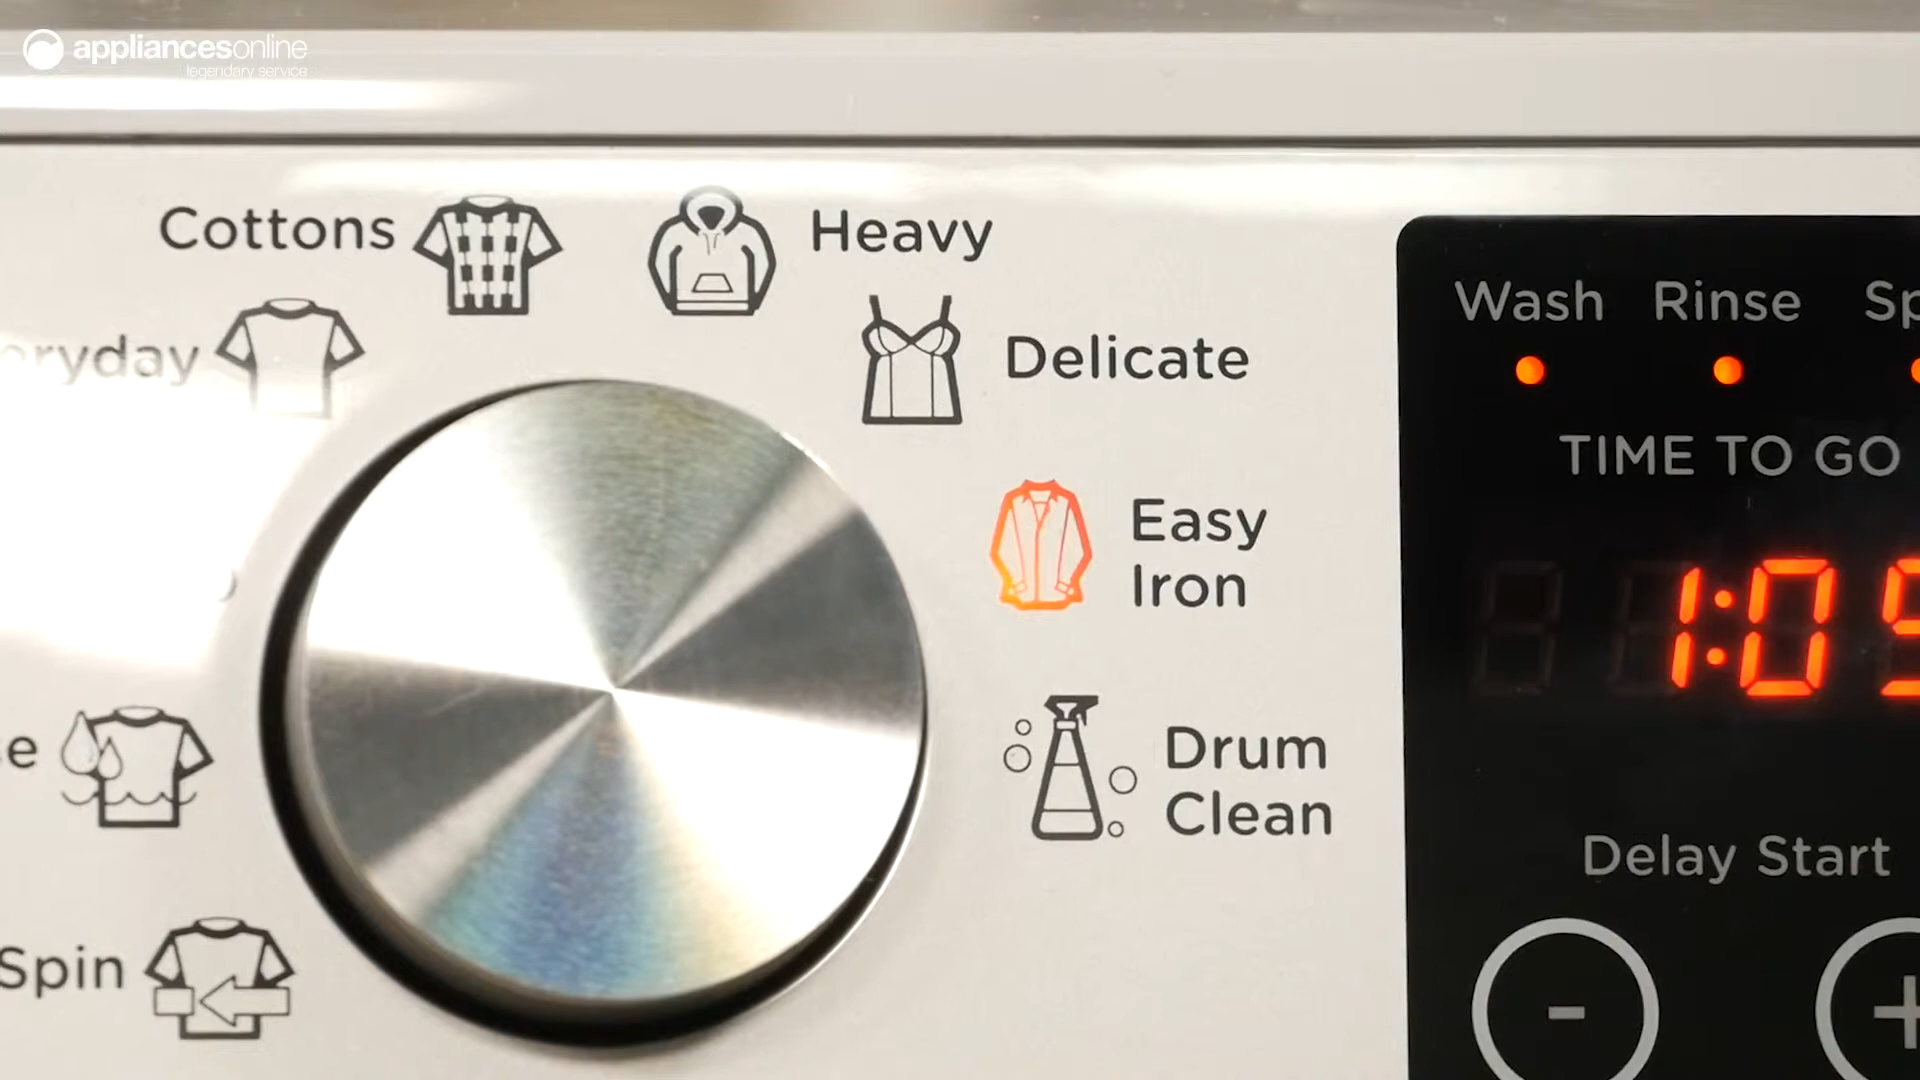 appliancesonline
legendary service
Cottons
Heavy
Delicate
Easy
Iron
Drum
Clean
Spin
Wash Rinse
TIME TO GO
1:0
Delay Start
- +